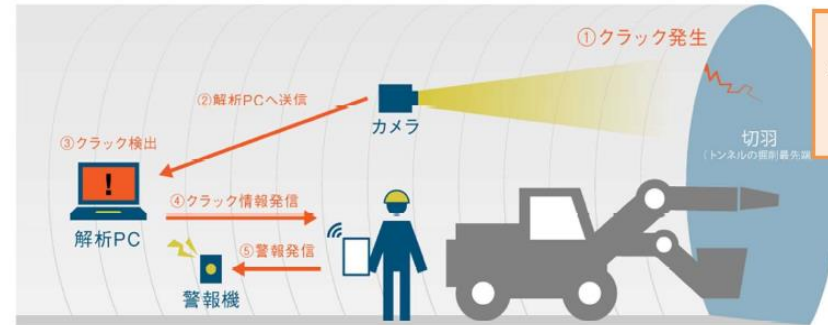 ①クラック発生
②解析PCへ送信
カメラ
③クラック検出
切羽
(トンネルの掘削最先端
!
④クラック情報発信
解析PC
⑤警報発信
警報機